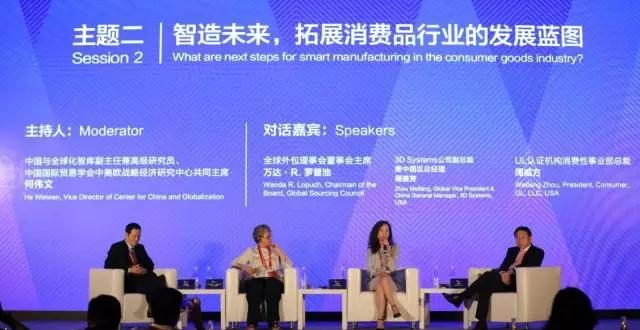 主题二
Session 2
智造未来，拓展消费品行业的发展蓝图
What are next steps for smart manufacturing in the consumer goods industry?
主持人：Moderator
中国与全球化智库副主任兼高级研究员、
中国国际贸易学会中美欧战略经济研究中心共同主席
何伟文
He Weiwen, Vice Director of Center for China and Globalization
对话嘉宾：Speakers
全球外包理事会董事会主席
万达·R. 罗普池
Wanda R. Lopuch, Chairman of the
Board, Global Sourcing Council
3D Systems公司副总裁
兼中国区总经理
Zhou Meifang, Global Vice President &
China General Manager, 3D Systems,
USA
UL认证机构消费性事业部总裁
周威方
Weifang Zhou, President, Consumer,
UL, LLC, USA